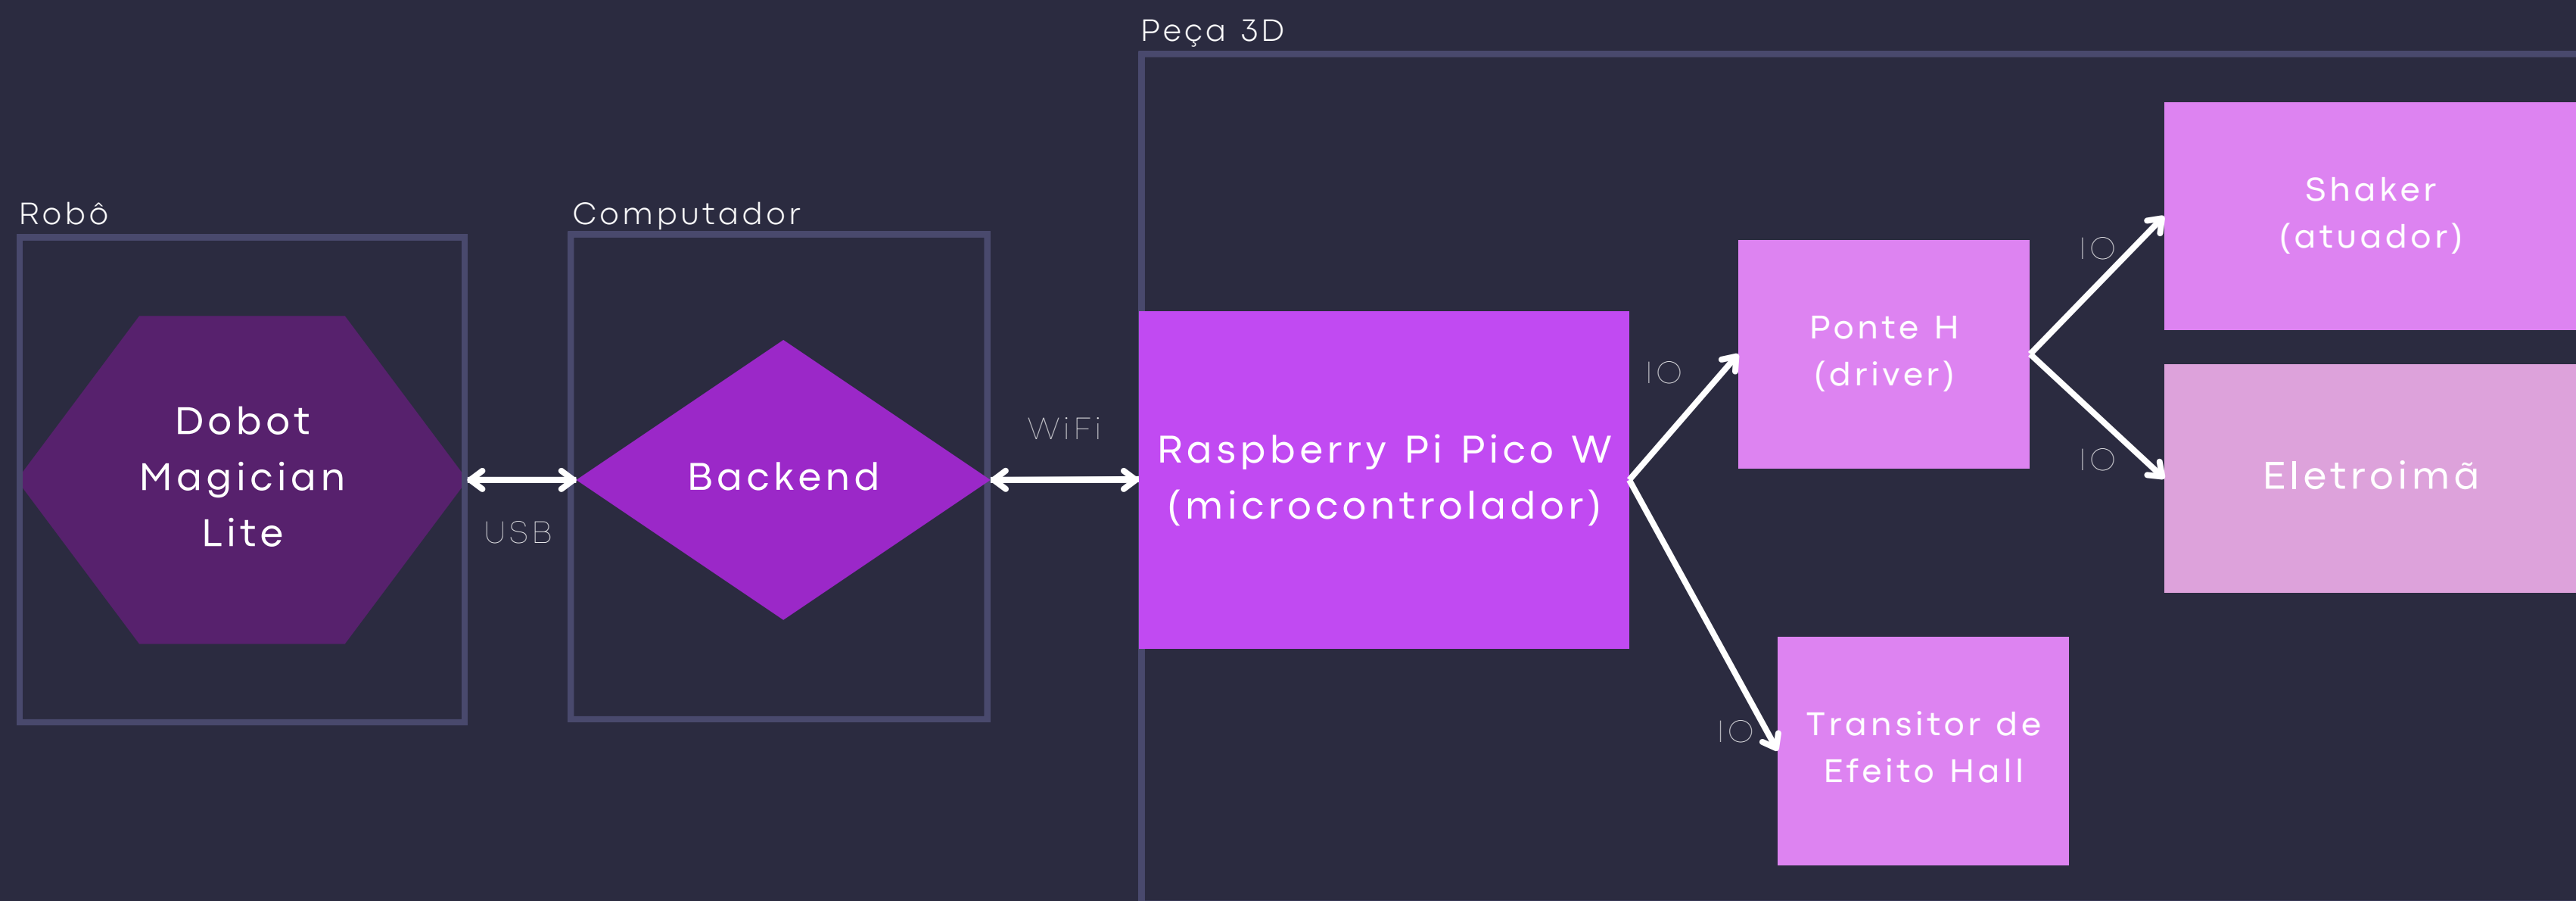 Peça 3D
Robô
Computador
Dobot
Magician
Lite
USB
Backend
WiFi
Raspberry Pi Pico W
(microcontrolador)
IO
Ponte H
(driver)
IO
Shaker
(atuador)
IO
Eletroimã
IO
Transitor de
Efeito Hall